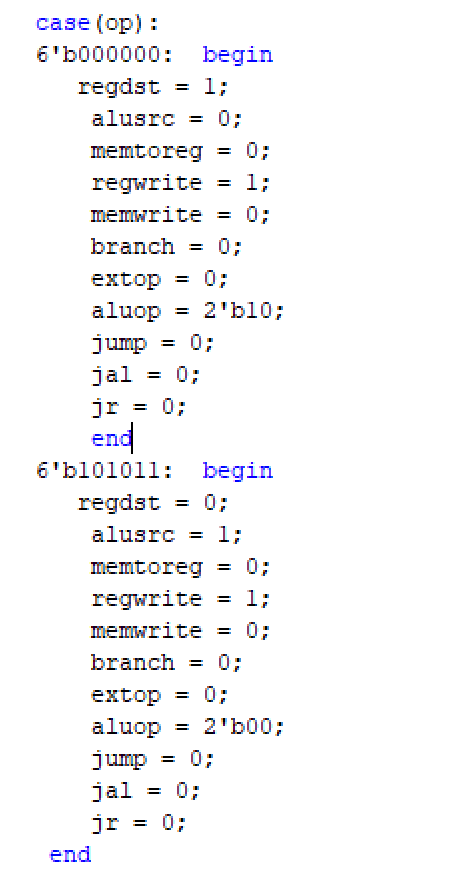 case(op):
6'b000000:  begin
regdst = 1;
alusrc = 0;
memtoreg = 0;
regwrite = 1;
memwrite = 0;
branch = 0;
extop = 0;
aluop = 2'b10;
jump = 0;
jal = 0;
jr = 0;
end
6'b101011:  begin
regdst = 0;
alusrc = 1;
memtoreg = 0;
regwrite = 1;
memwrite = 0;
branch = 0;
extop = 0;
aluop = 2'b00;
jump = 0;
jal = 0;
jr = 0;
end